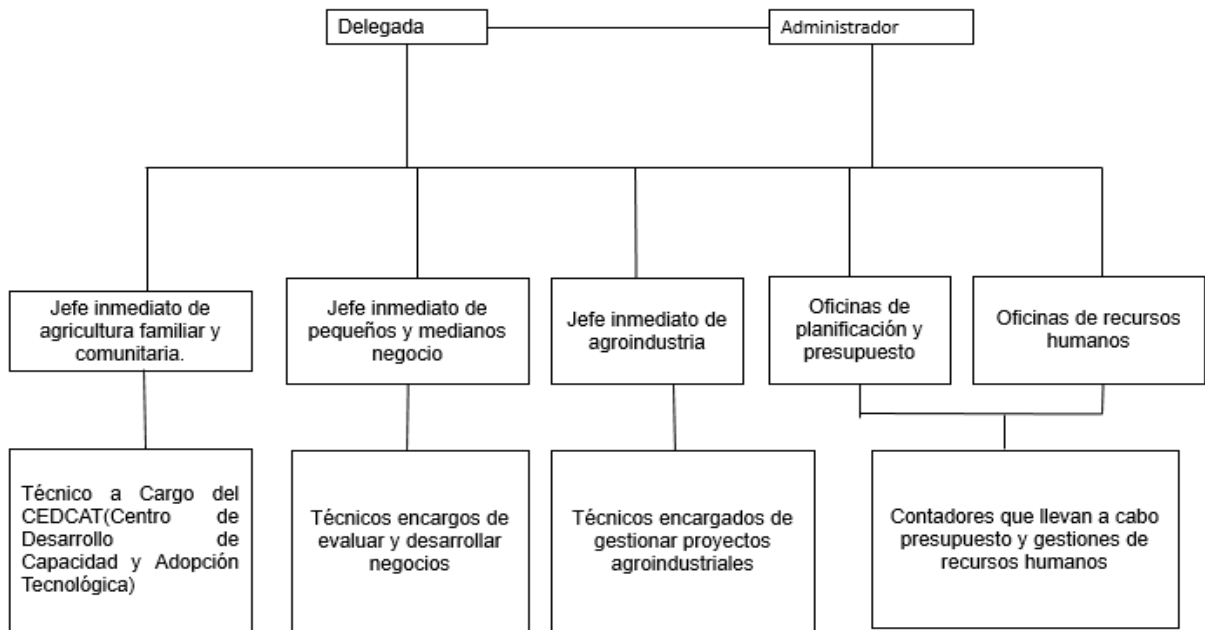 Delegada
Administrador
Jefe inmediato de
agricultura familiar y
comunitaria.
Jefe inmediato de
pequeños y medianos
negocio
Jefe inmediato de
agroindustria
Oficinas de
planificación y
presupuesto
Oficinas de recursos
humanos
Técnico a Cargo del
CEDCAT(Centro de
Desarrollo de
Capacidad y Adopción
Tecnológica)
Técnicos encargos de
evaluar y desarrollar
negocios
Técnicos encargados de
gestionar proyectos
agroindustriales
Contadores que llevan a cabo
presupuesto y gestiones de
recursos humanos